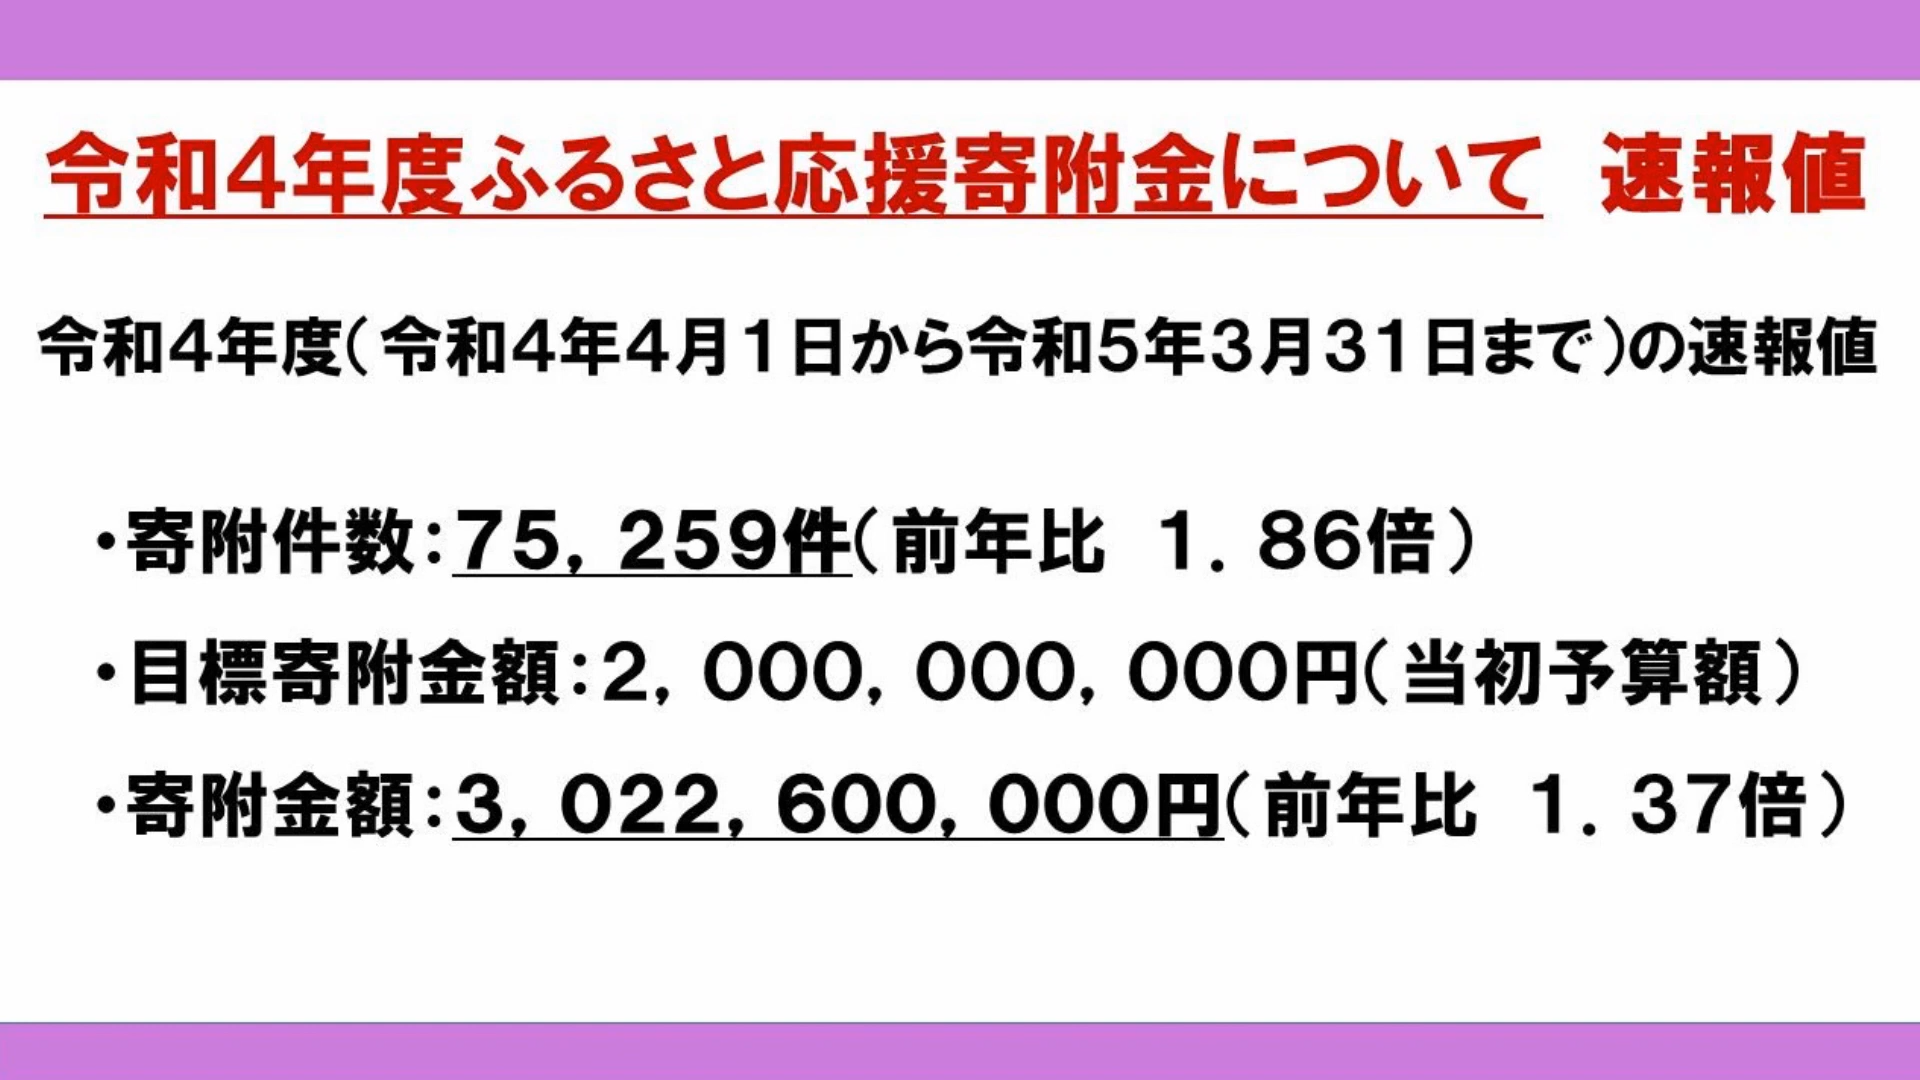 令和４年度ふるさと応援寄附金について　速報値
令和４年度（令和４年４月１日から令和５年３月３１日まで）の速報値
・寄附件数：７５，２５９件（前年比　１．８６倍）
・目標寄附金額：２，０００，０００，０００円（当初予算額）
・寄附金額：３，０２２，６００，０００円（前年比　１．３７倍）